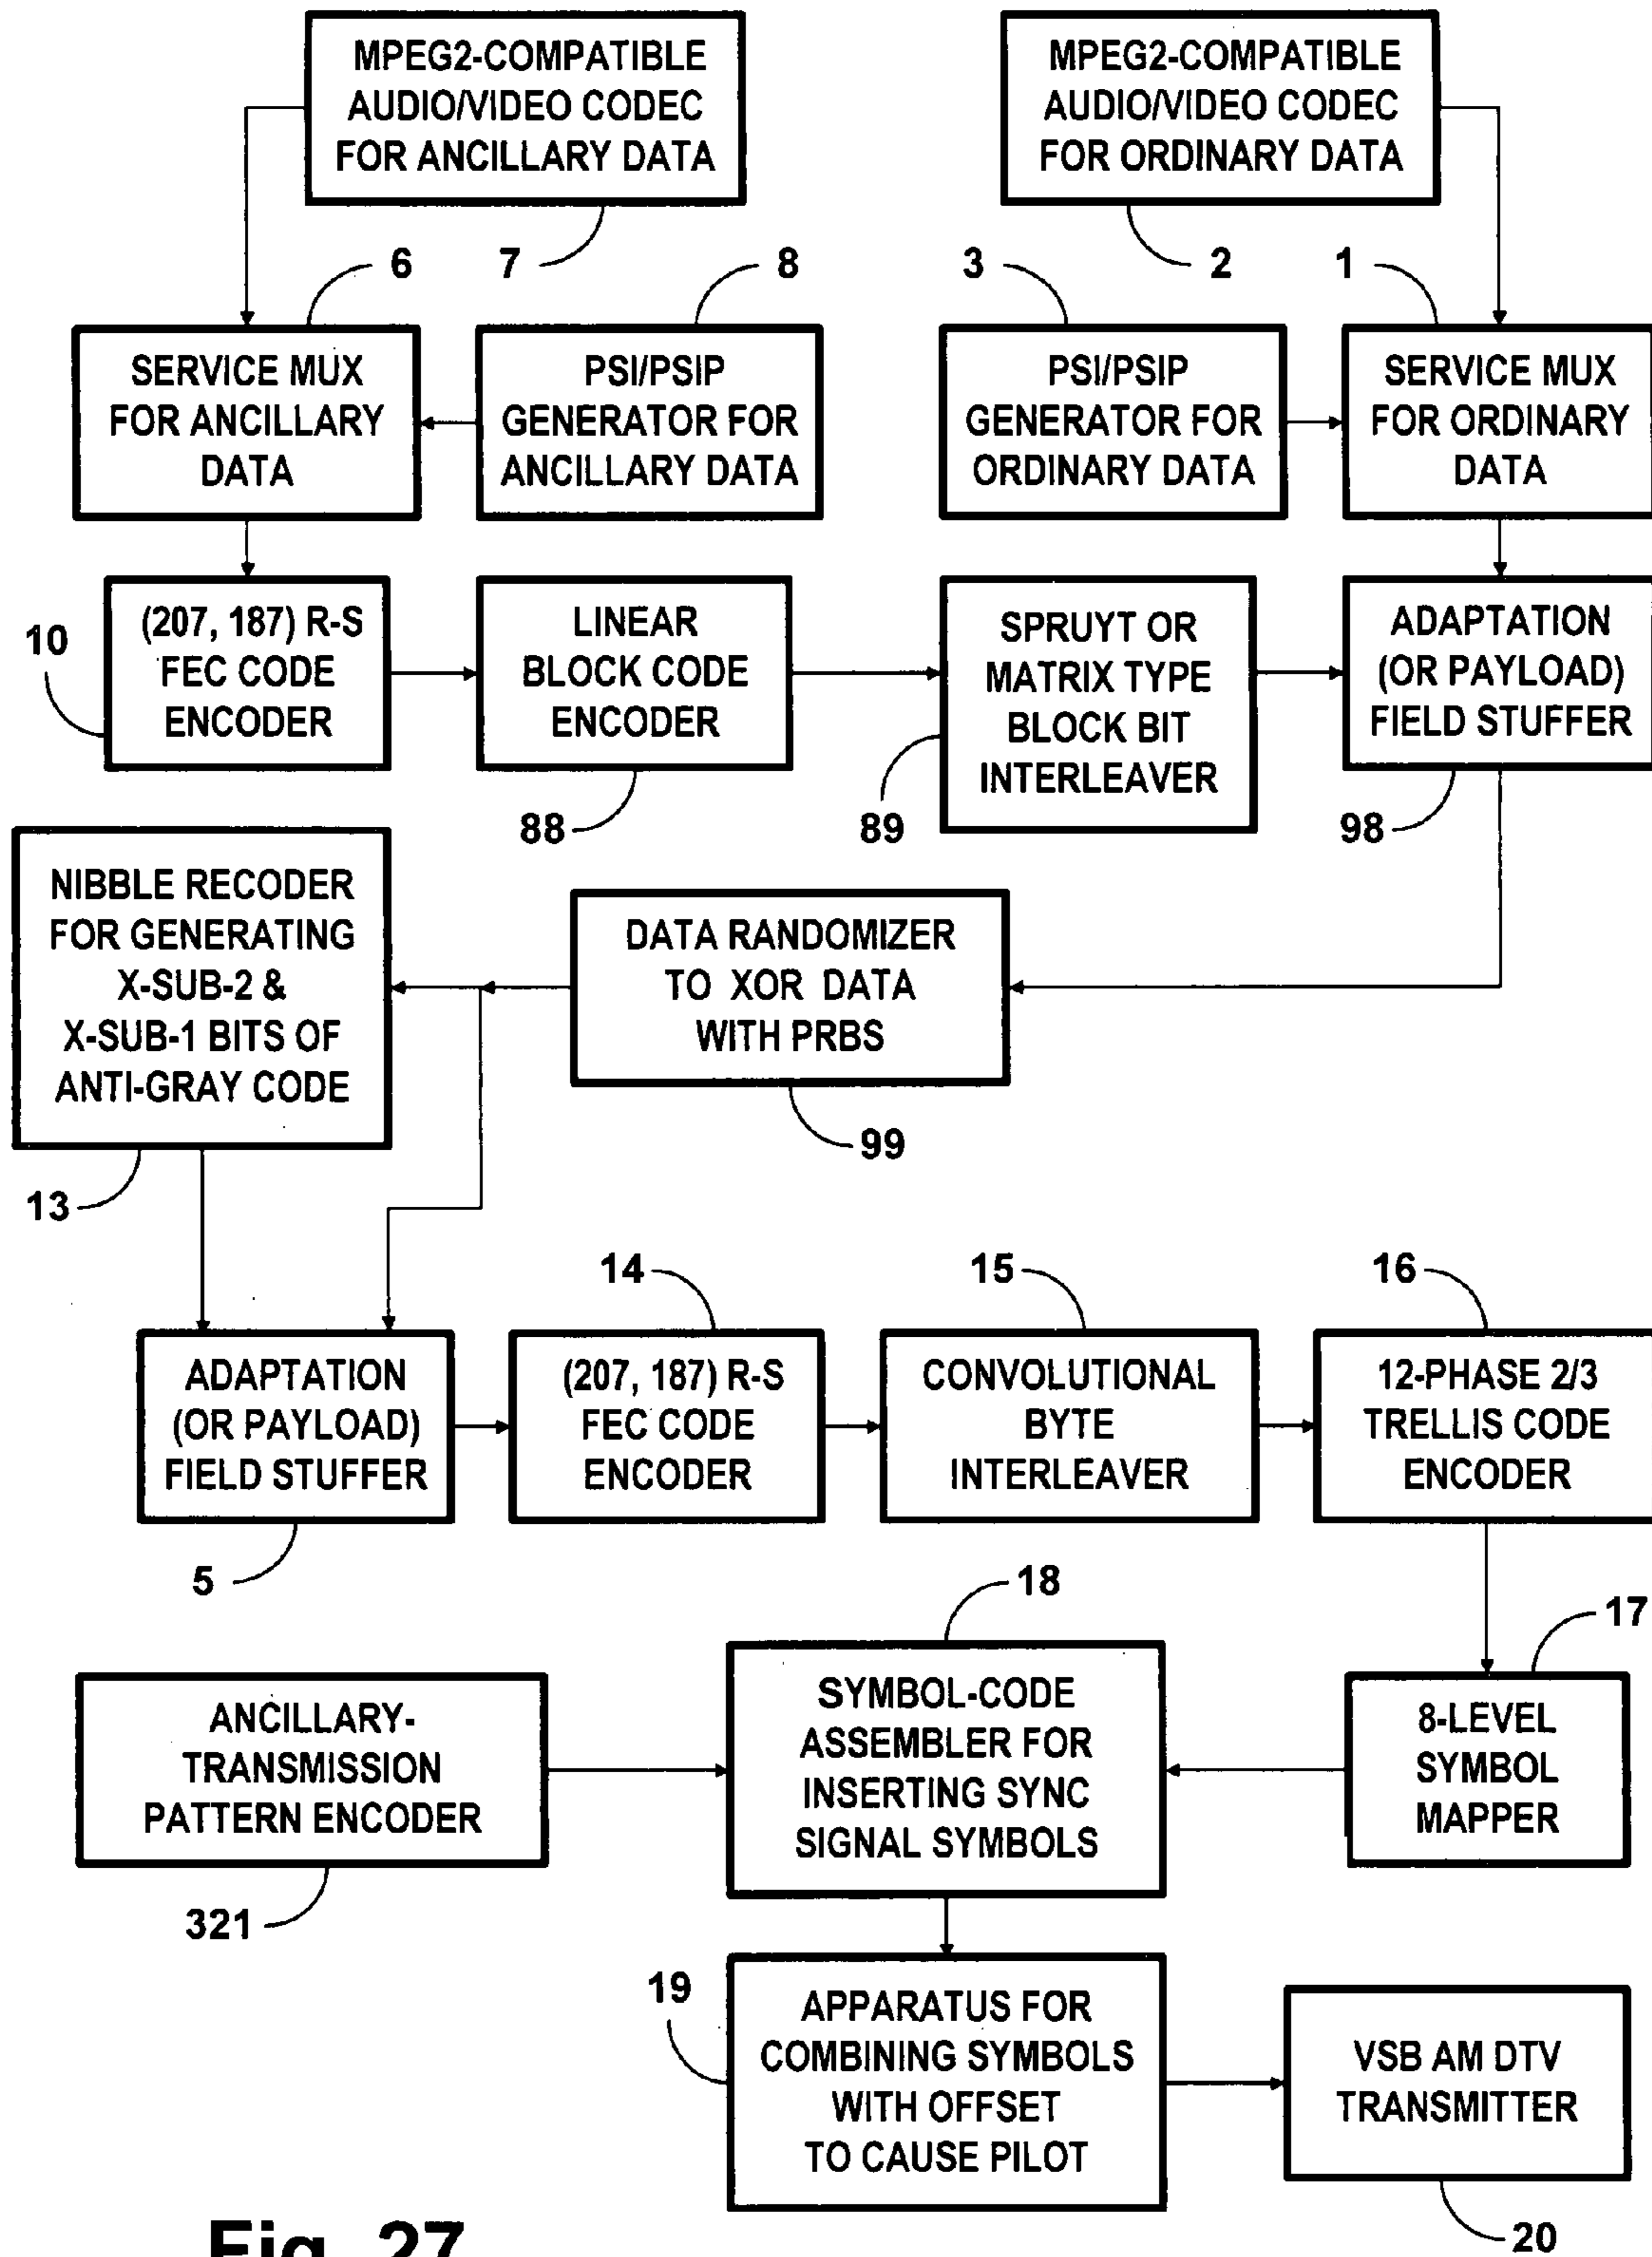 MPEG2-COMPATIBLE
AUDIO/VIDEO CODEC
FOR ANCILLARY DATA
MPEG2-COMPATIBLE
AUDIO/VIDEO CODEC
FOR ORDINARY DATA
6
7
8
3
2
1
SERVICE MUX
FOR ANCILLARY
DATA
PSI/PSIP
GENERATOR FOR
ANCILLARY DATA
PSI/PSIP
GENERATOR FOR
ORDINARY DATA
SERVICE MUX
FOR ORDINARY
DATA
10
(207, 187) R-S
FEC CODE
ENCODER
LINEAR
BLOCK CODE
ENCODER
SPRUYT OR
MATRIX TYPE
BLOCK BIT
INTERLEAVER
ADAPTATION
(OR PAYLOAD)
FIELD STUFFER
88
89
98
NIBBLE RECODER
FOR GENERATING
X-SUB-2 &
X-SUB-1 BITS OF
ANTI-GRAY CODE
DATA RANDOMIZER
TO XOR DATA
WITH PRBS
99
13
14
15
16
ADAPTATION
(OR PAYLOAD)
FIELD STUFFER
(207, 187) R-S
FEC CODE
ENCODER
CONVOLUTIONAL
BYTE
INTERLEAVER
12-PHASE 2/3
TRELLIS CODE
ENCODER
5
18
17
ANCILLARY-
TRANSMISSION
PATTERN ENCODER
SYMBOL-CODE
ASSEMBLER FOR
INSERTING SYNC
SIGNAL SYMBOLS
8-LEVEL
SYMBOL
MAPPER
321
19
APPARATUS FOR
COMBINING SYMBOLS
WITH OFFSET
TO CAUSE PILOT
VSB AM DTV
TRANSMITTER
20
Fig. 27